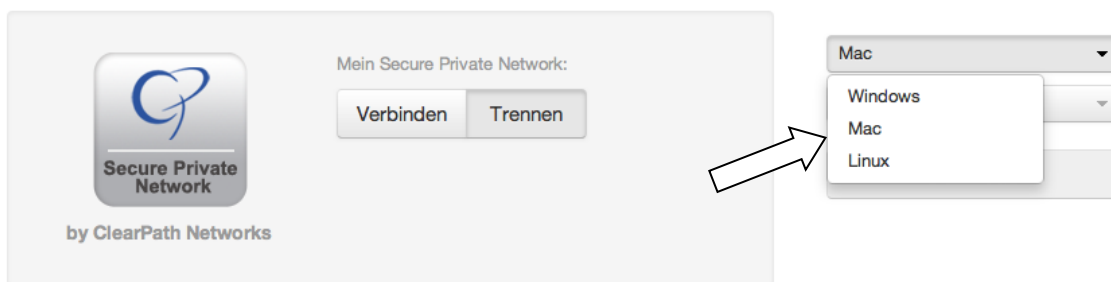 Secure Private
Network
by ClearPath Networks
Mein Secure Private Network:
Verbinden
Trennen
Mac
Windows
Mac
Linux